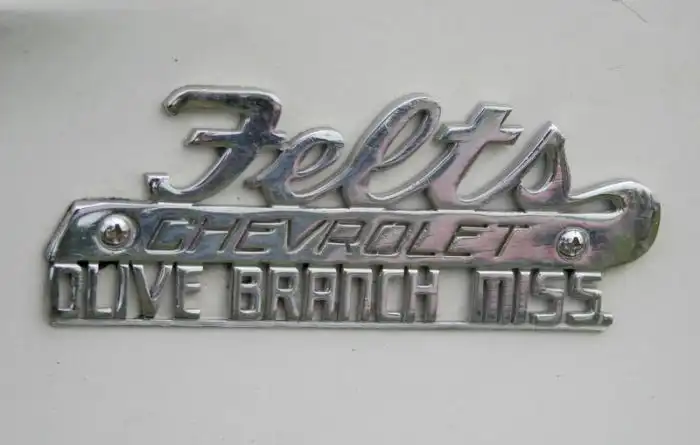 Felts
CHEVROLET
OLIVE BRANCH MISS.